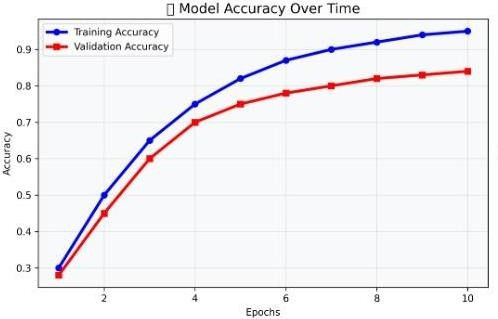 Model Accuracy Over Time
Training Accuracy
Validation Accuracy
Accuracy
0.9
0.8
0.7
0.6
0.5
0.4
0.3
2 4 6 8 10
Epochs